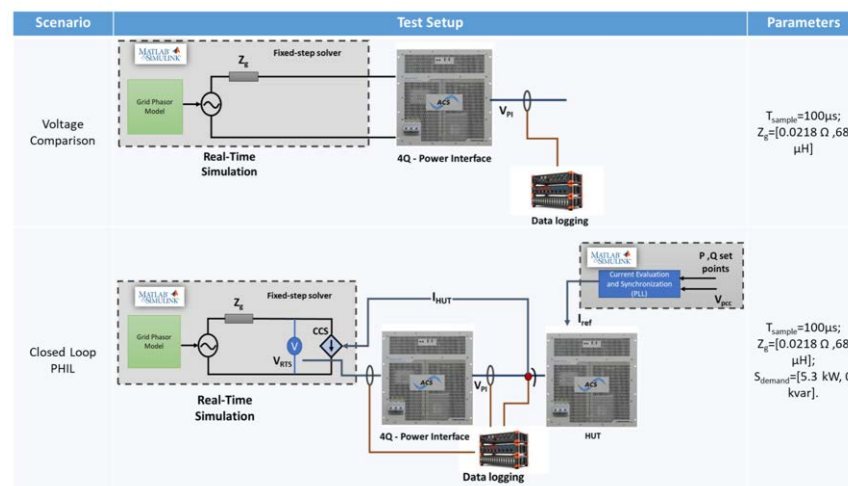 Scenario
Test Setup
Parameters
Voltage
Comparison
MATLAB
&SIMULINK
Fixed-step solver
Zg
Grid Phasor
Model
Real-Time
Simulation
ACS
4Q - Power Interface
VPI
Data logging
Tsample=100µs;
Zg=[0.0218 Ω ,68
µH]
Closed Loop
PHIL
MATLAB
&SIMULINK
Fixed-step solver
Zg
Grid Phasor
Model
V
VRTS
CCS
Real-Time
Simulation
IHUT
ACS
4Q - Power Interface
VPI
Data logging
MATLAB
&SIMULINK
Current Evaluation
and Synchronization
(PLL)
P ,Q set
points
Vpcc
Iref
ACS
HUT
Tsample=100µs;
Zg=[0.0218 Ω ,68
µH];
Sdemand=[5.3 kW, 0
kvar].